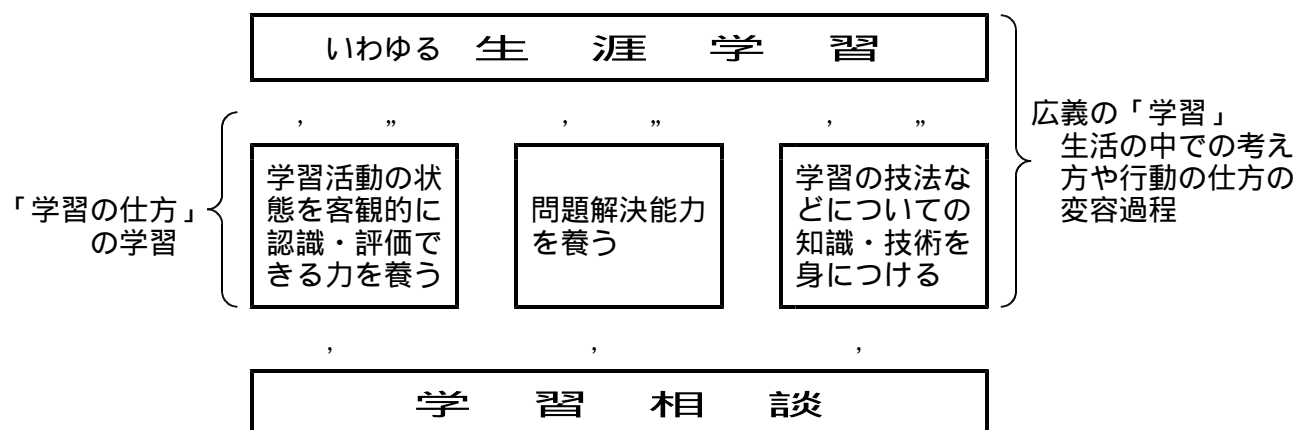 いわゆる 生 涯 学 習
， „ ， „ ， „
広義の「学習」
生活の中での考え
方や行動の仕方の
変容過程
「学習の仕方」
の学習
学習活動の状
態を客観的に
認識・評価で
きる力を養う
問題解決能力
を養う
学習の技法な
どについての
知識・技術を
身につける
， ， ，
学 習 相 談